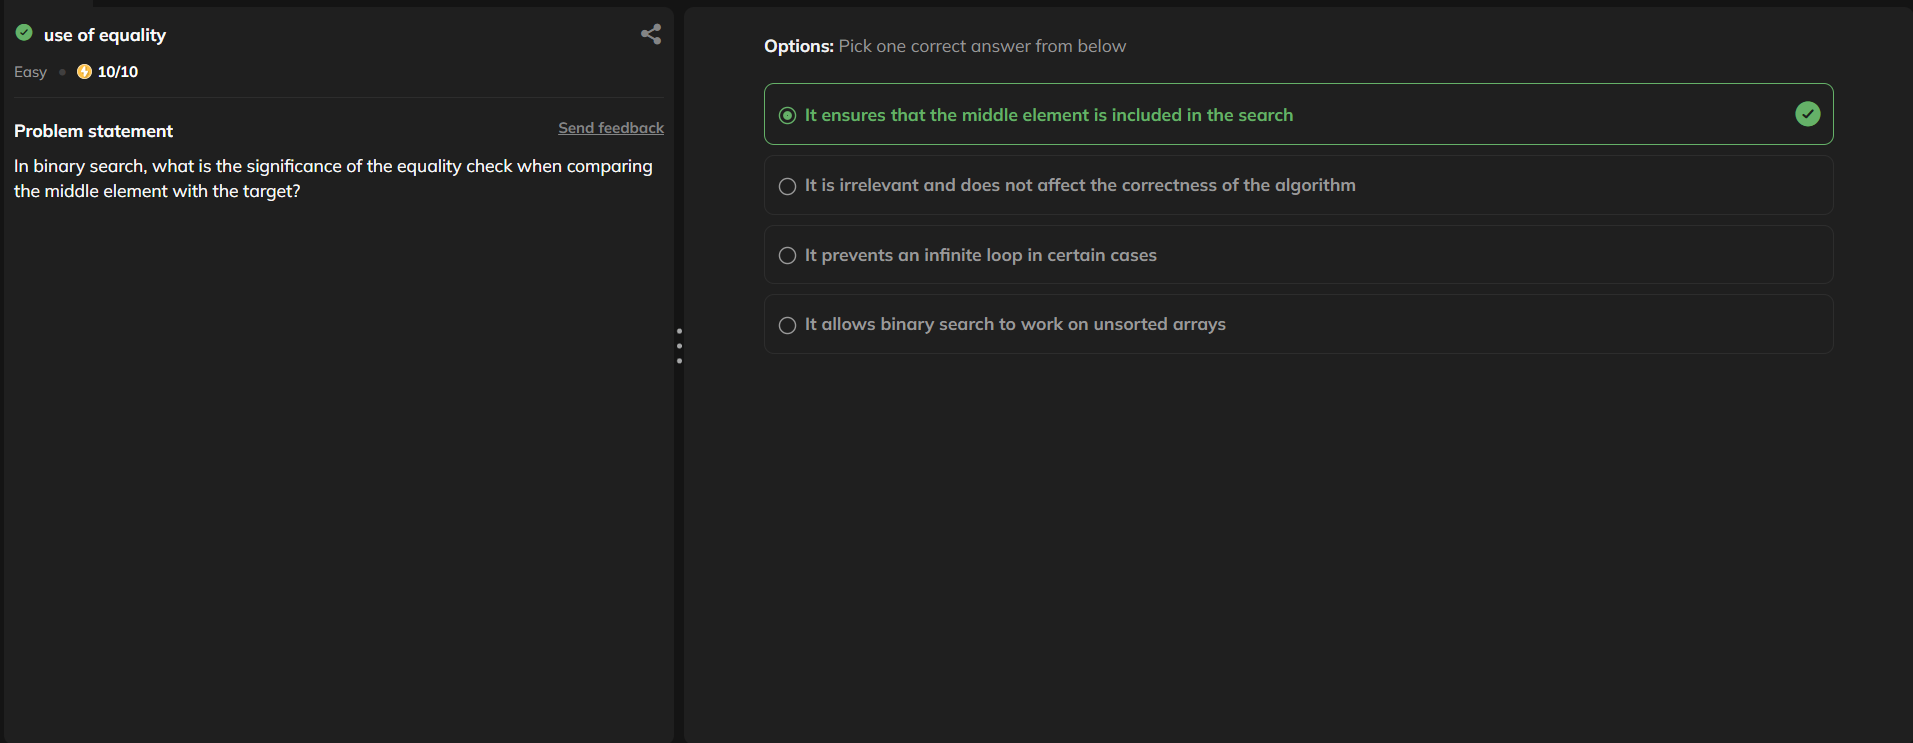 use of equality
Easy • 10/10
Problem statement
Send feedback
In binary search, what is the significance of the equality check when comparing
the middle element with the target?
Options: Pick one correct answer from below
It ensures that the middle element is included in the search
It is irrelevant and does not affect the correctness of the algorithm
It prevents an infinite loop in certain cases
It allows binary search to work on unsorted arrays